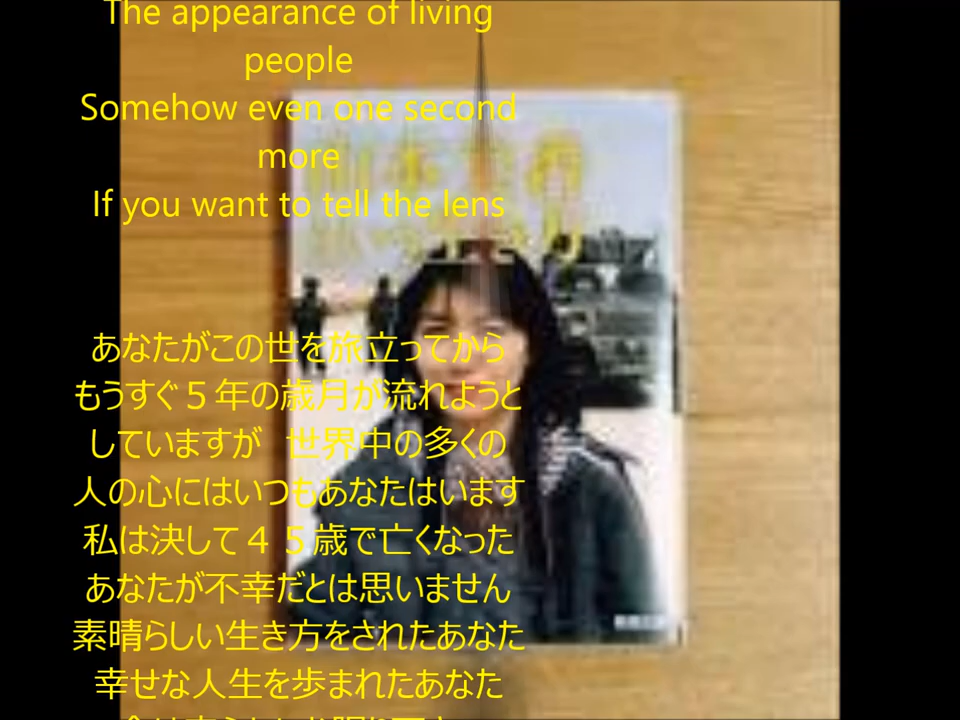 The appearance of living
people
Somehow even one second
more
If you want to tell the lens
あなたがこの世を旅立ってから
もうすぐ５年の歳月が流れようと
していますが　世界中の多くの
人の心にはいつもあなたはいます
私は決して４５歳で亡くなった
あなたが不幸だとは思いません
素晴らしい生き方をされたあなた
幸せな人生を歩まれたあなた